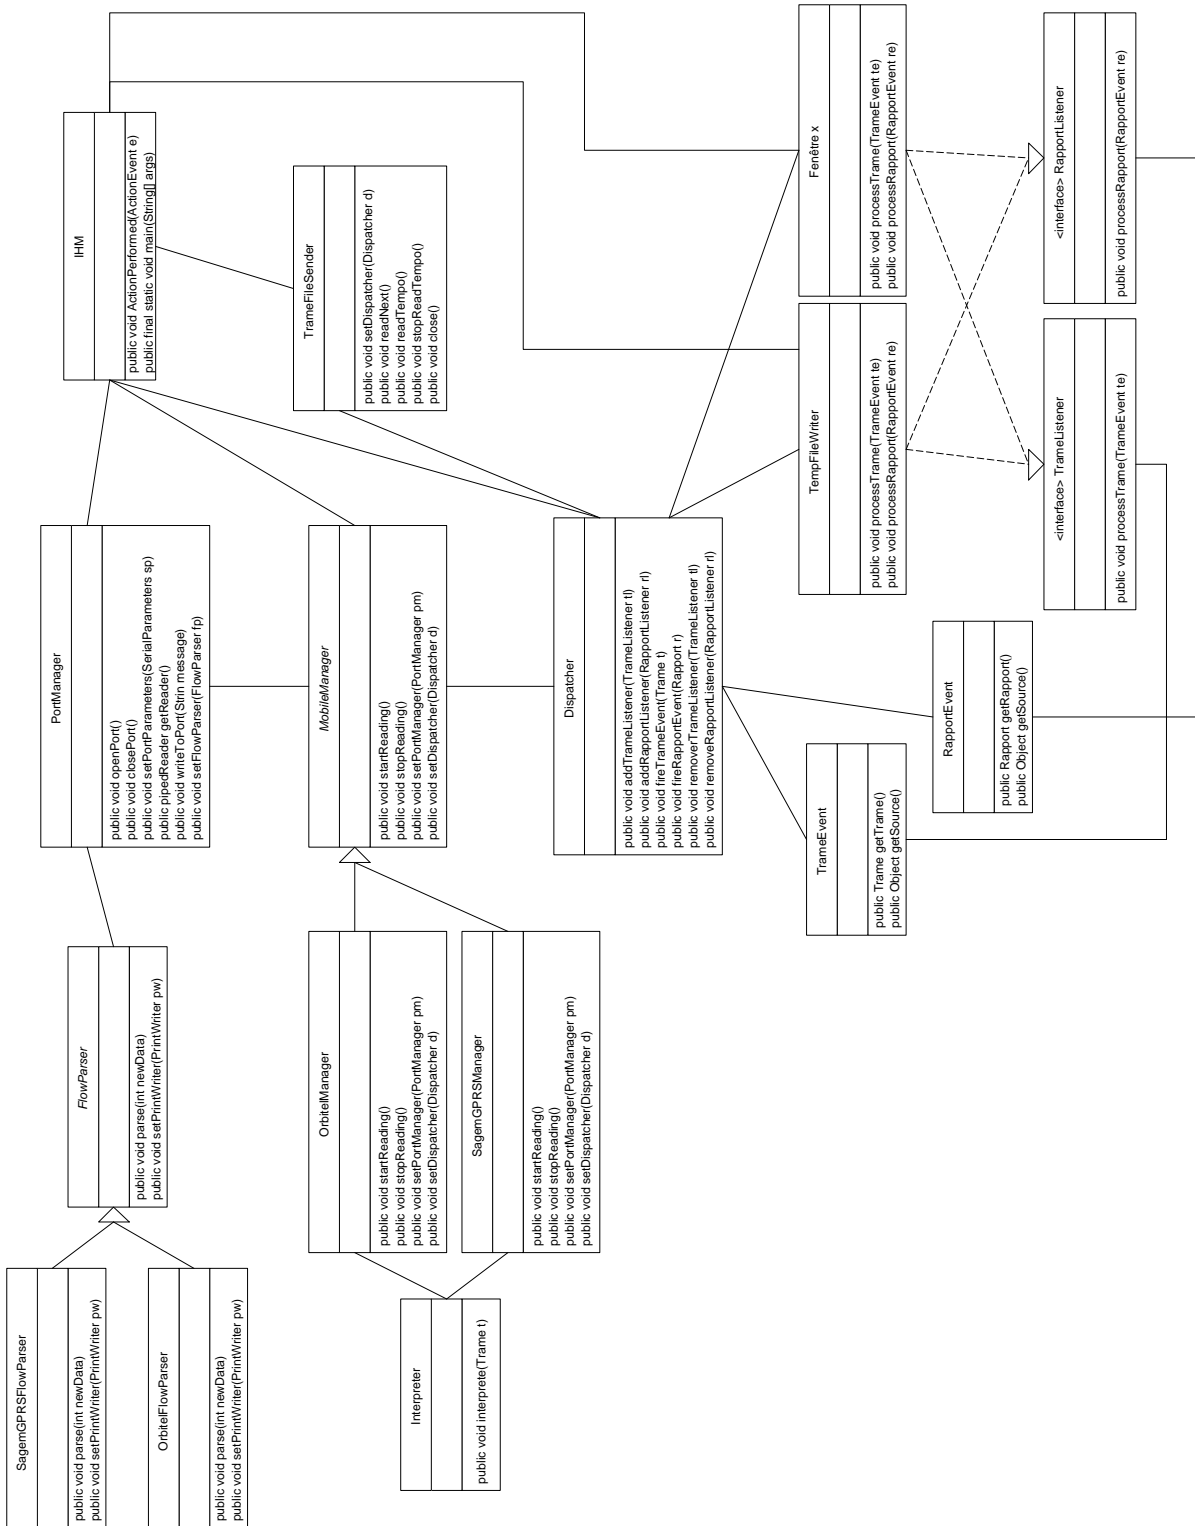 SagemGPRSFlowParser
public void parse(int newData)
public void setPrintWriter(PrintWriter pw)
OrbitelFlowParser
public void parse(int newData)
public void setPrintWriter(PrintWriter pw)
FlowParser
public void parse(int newData)
public void setPrintWriter(PrintWriter pw)
PortManager
public void openPort()
public void closePort()
public void setPortParameters(SerialParameters sp)
public pipedReader getReader()
public void writeToPort(Strin message)
public void setFlowParser(FlowParser fp)
IHM
public void ActionPerformed(ActionEvent e)
public final static void main(String[] args)
TrameFileSender
public void setDispatcher(Dispatcher d)
public void readNext()
public void readTempo()
public void stopReadTempo()
public void close()
Interpreter
public void interprete(Trame t)
OrbitelManager
public void startReading()
public void stopReading()
public void setPortManager(PortManager pm)
public void setDispatcher(Dispatcher d)
SagemGPRSManager
public void startReading()
public void stopReading()
public void setPortManager(PortManager pm)
public void setDispatcher(Dispatcher d)
MobileManager
public void startReading()
public void stopReading()
public void setPortManager(PortManager pm)
public void setDispatcher(Dispatcher d)
Dispatcher
public void addTrameListener(TrameListener tl)
public void addRapportListener(RapportListener rl)
public void fireTrameEvent(Trame t)
public void fireRapportEvent(Rapport r)
public void removerTrameListener(TrameListener tl)
public void removeRapportListener(RapportListener rl)
TrameEvent
public Trame getTrame()
public Object getSource()
RapportEvent
public Rapport getRapport()
public Object getSource()
TempFileWriter
public void processTrame(TrameEvent te)
public void processRapport(RapportEvent re)
Fenêtre x
public void processTrame(TrameEvent te)
public void processRapport(RapportEvent re)
<interface> TrameListener
public void processTrame(TrameEvent te)
<interface> RapportListener
public void processRapport(RapportEvent re)